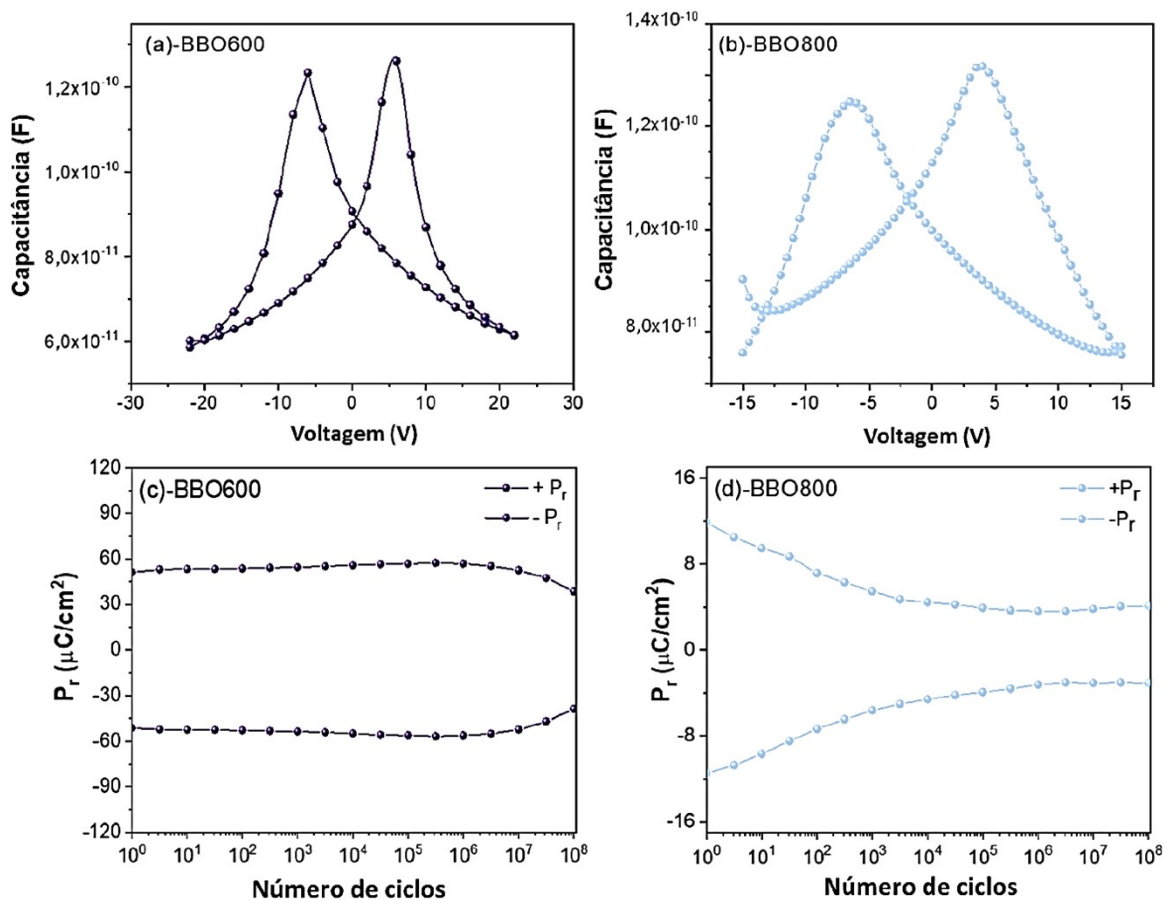 (a)-BBO600
Capacitância (F)
1,2x10⁻¹⁰
1,0x10⁻¹⁰
8,0x10⁻¹¹
6,0x10⁻¹¹
-30 -20 -10 0 10 20 30
Voltagem (V)
(b)-BBO800
Capacitância (F)
1,4x10⁻¹⁰
1,2x10⁻¹⁰
1,0x10⁻¹⁰
8,0x10⁻¹¹
-15 -10 -5 0 5 10 15
Voltagem (V)
(c)-BBO600
+ Pᵣ
- Pᵣ
Pᵣ (μC/cm²)
120
90
60
30
0
-30
-60
-90
-120
10⁰ 10¹ 10² 10³ 10⁴ 10⁵ 10⁶ 10⁷ 10⁸
Número de ciclos
(d)-BBO800
+Pᵣ
-Pᵣ
Pᵣ (μC/cm²)
16
8
0
-8
-16
10⁰ 10¹ 10² 10³ 10⁴ 10⁵ 10⁶ 10⁷ 10⁸
Número de ciclos